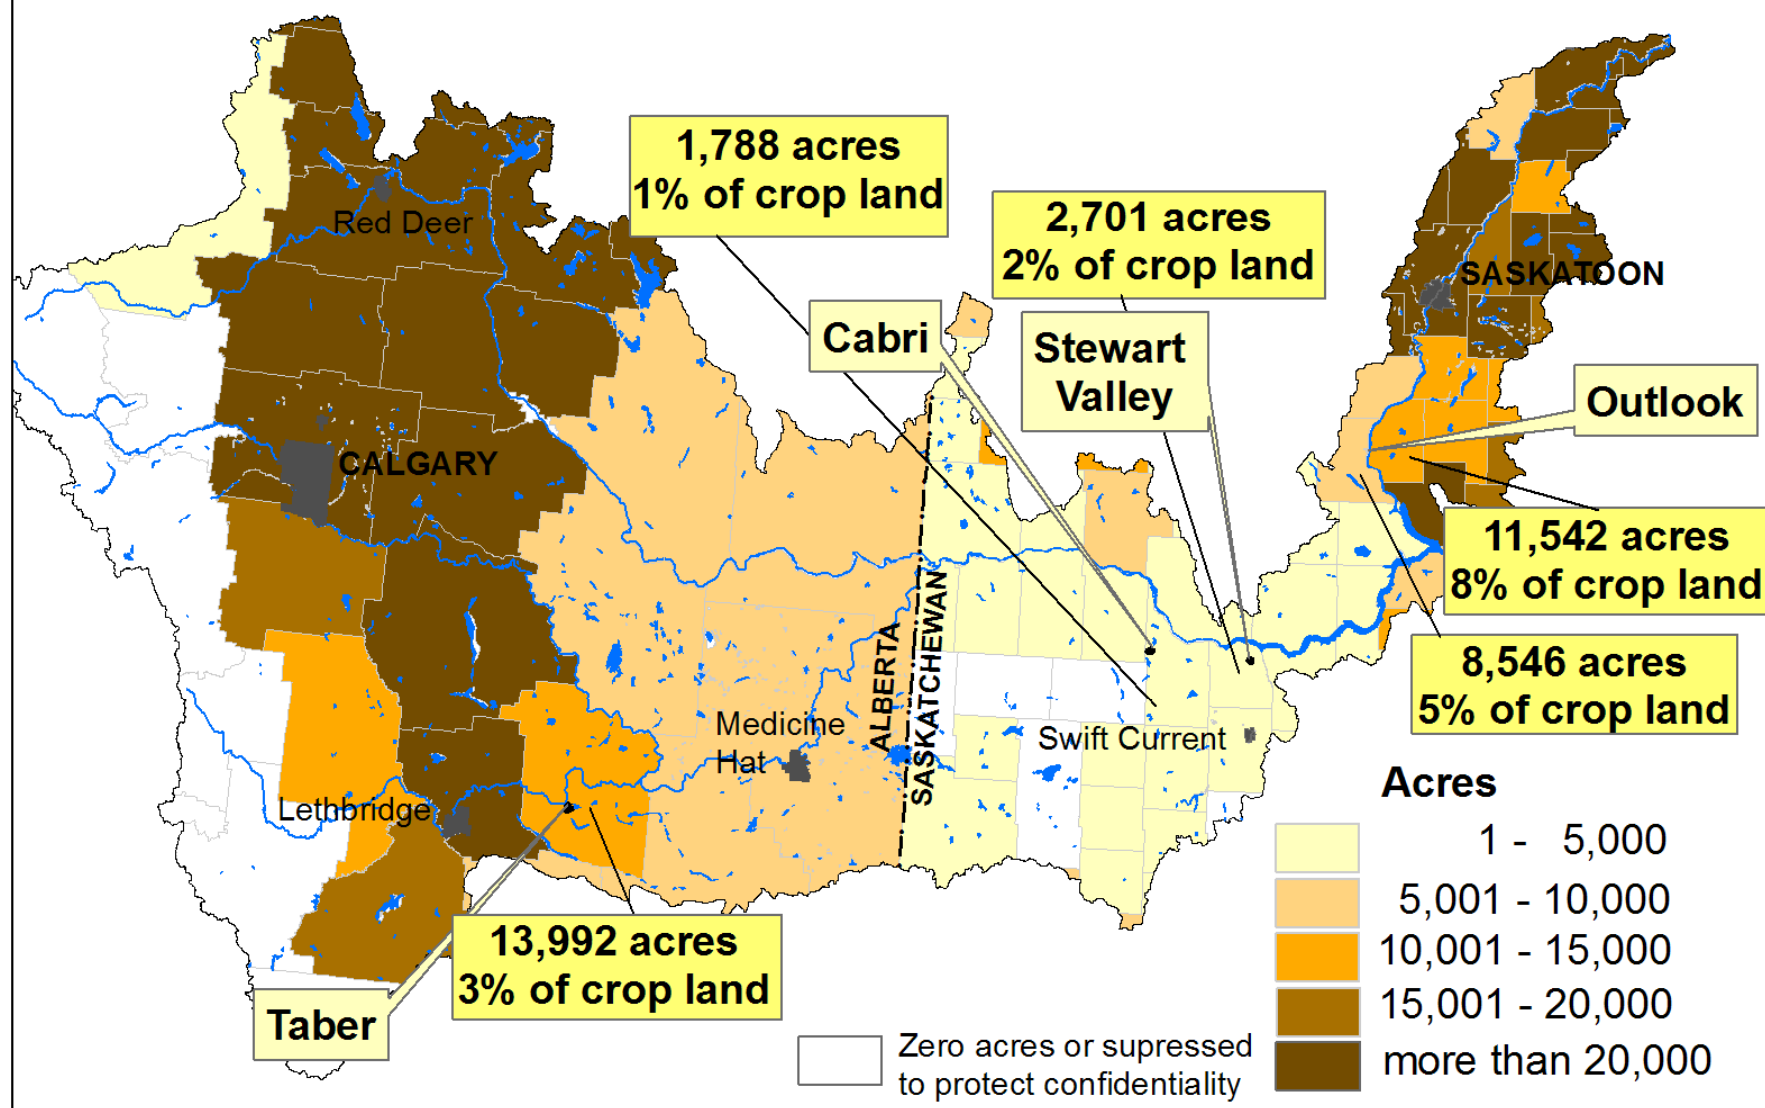 1,788 acres
1% of crop land
2,701 acres
2% of crop land
Red Deer
SASKATOON
Cabri
Stewart
Valley
Outlook
CALGARY
11,542 acres
8% of crop land
ALBERTA
SASKATCHEWAN
8,546 acres
5% of crop land
Medicine
Hat
Swift Current
Lethbridge
13,992 acres
3% of crop land
Taber
Acres
1 - 5,000
5,001 - 10,000
10,001 - 15,000
15,001 - 20,000
more than 20,000
Zero acres or supressed
to protect confidentiality